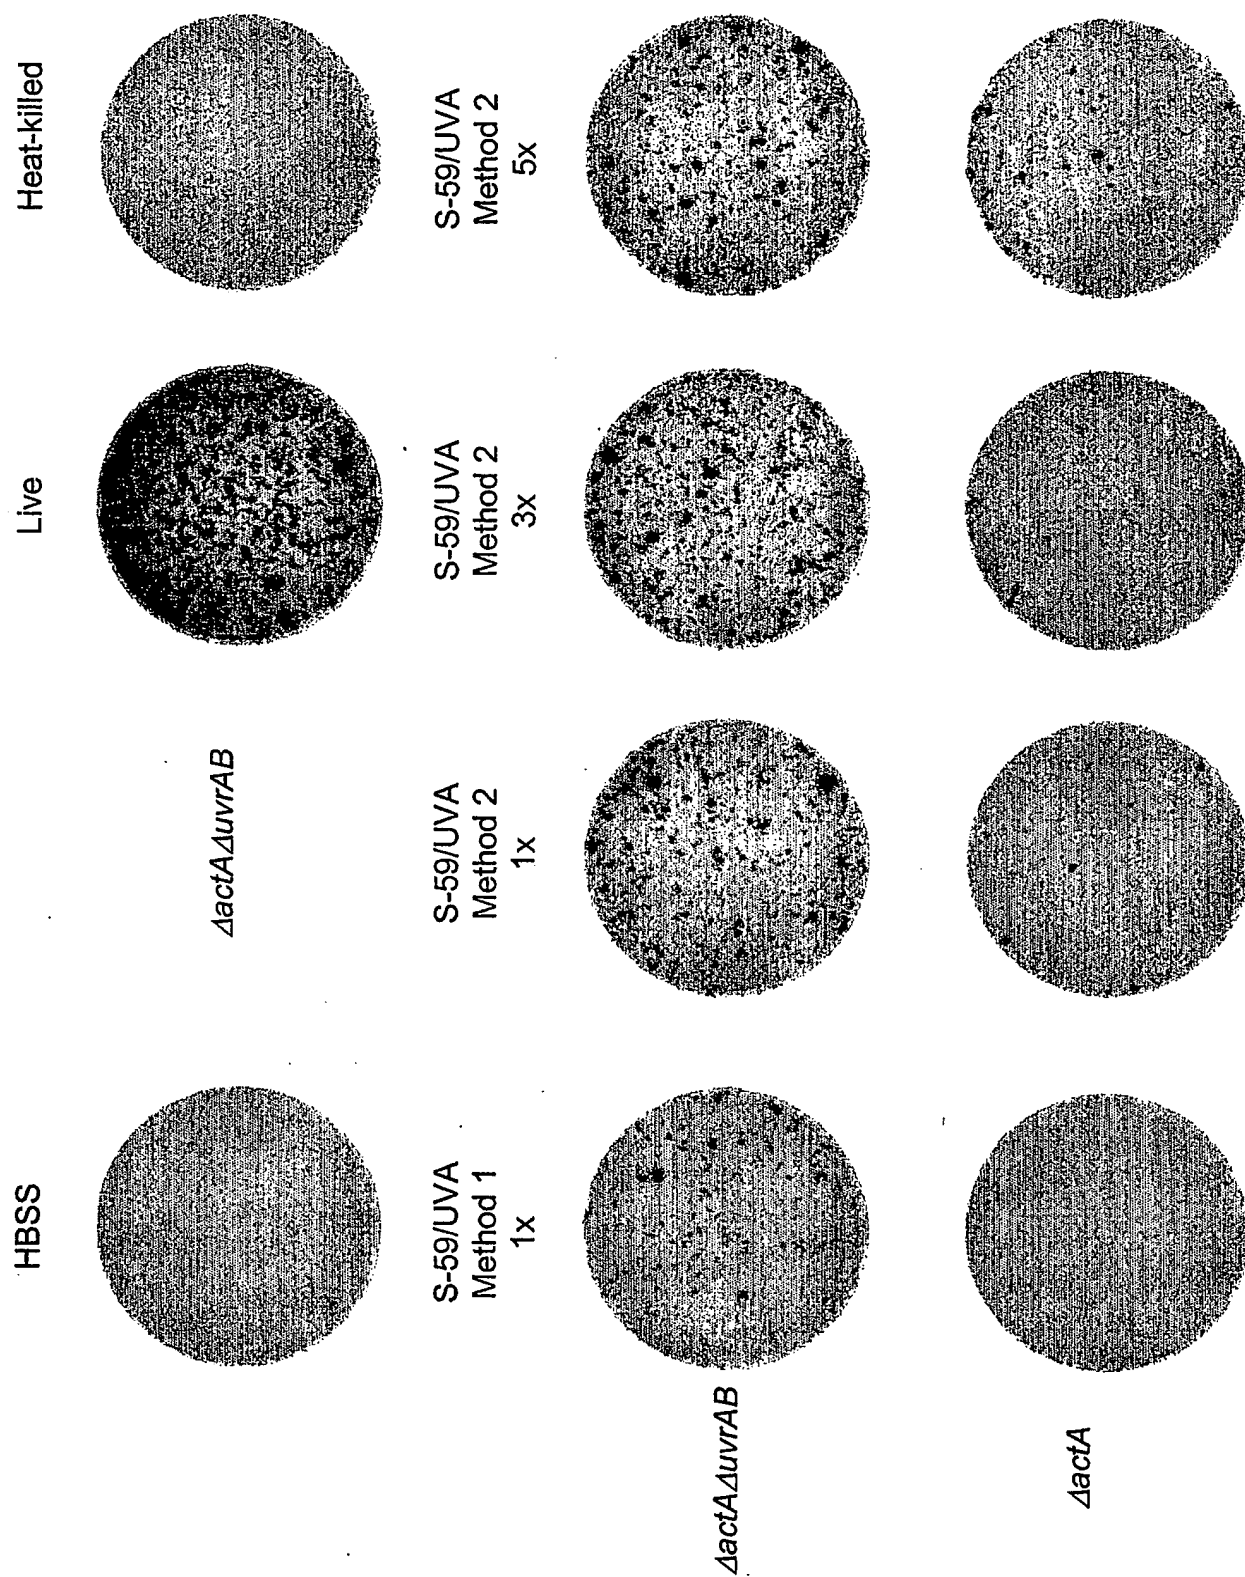 HBSS
ΔactAΔuvrAB
Live
Heat-killed
S-59/UVA
Method 1
1x
S-59/UVA
Method 2
1x
S-59/UVA
Method 2
3x
S-59/UVA
Method 2
5x
ΔactAΔuvrAB
ΔactA